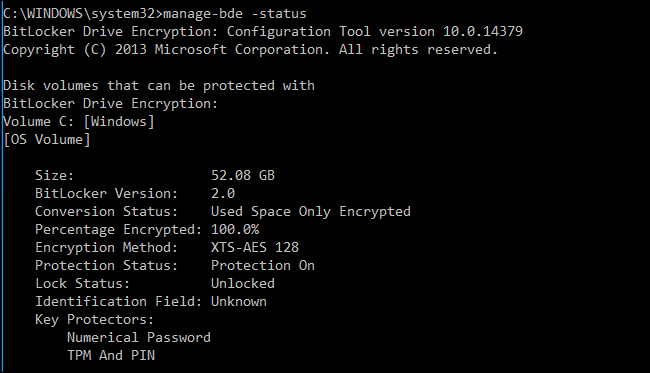 C:\WINDOWS\system32>manage-bde -status
BitLocker Drive Encryption: Configuration Tool version 10.0.14379
Copyright (C) 2013 Microsoft Corporation. All rights reserved.

Disk volumes that can be protected with
BitLocker Drive Encryption:
Volume C: [Windows]
[OS Volume]

    Size:                 52.08 GB
    BitLocker Version:    2.0
    Conversion Status:    Used Space Only Encrypted
    Percentage Encrypted: 100.0%
    Encryption Method:    XTS-AES 128
    Protection Status:    Protection On
    Lock Status:          Unlocked
    Identification Field: Unknown
    Key Protectors:
        Numerical Password
        TPM And PIN